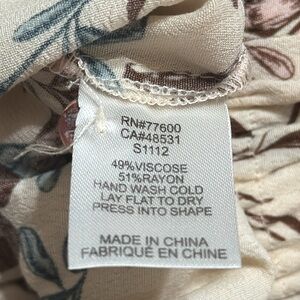 RN#77600
CA#48531
S1112
49%VISCOSE
51%RAYON
HAND WASH COLD
LAY FLAT TO DRY
PRESS INTO SHAPE
MADE IN CHINA
FABRIQUÉ EN CHINE